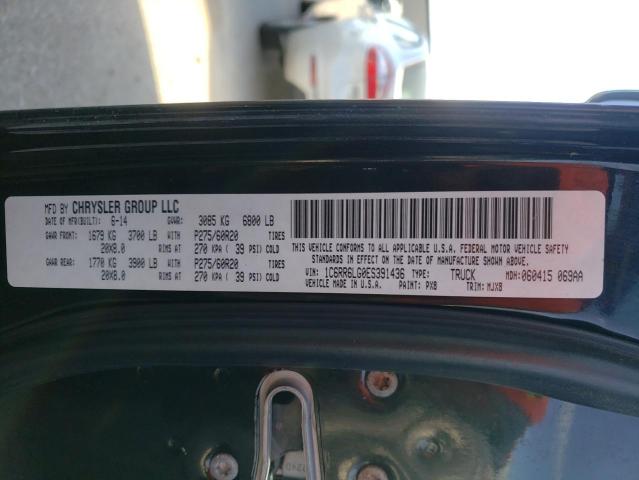 MFD BY CHRYSLER GROUP LLC
DATE OF MFR(BUILT): 6-14 GVWR: 3085 KG 6800 LB
GAWR FRONT: 1679 KG 3700 LB WITH P275/60R20 TIRES
20X8.0 RIMS AT 270 KPA ( 39 PSI) COLD
GAWR REAR: 1770 KG 3900 LB WITH P275/60R20 TIRES
20X8.0 RIMS AT 270 KPA ( 39 PSI) COLD
THIS VEHICLE CONFORMS TO ALL APPLICABLE U.S.A. FEDERAL MOTOR VEHICLE SAFETY
STANDARDS IN EFFECT ON THE DATE OF MANUFACTURE SHOWN ABOVE.
VIN: 1C6RR6LG0ES391436 TYPE: TRUCK MDH: 060415 069AA
VEHICLE MADE IN U.S.A. PAINT: PX8 TRIM: MJX8